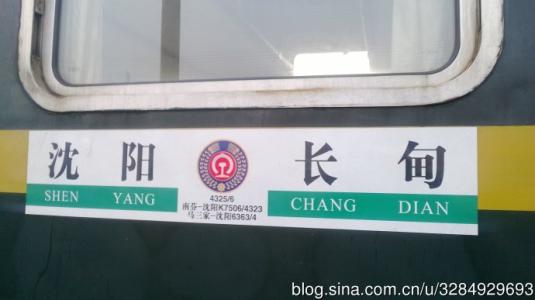 沈阳
长甸
SHEN YANG
CHANG DIAN
4325/6
南芬-沈阳K7506/4323
马三家-沈阳6363/4
blog.sina.com.cn/u/3284929693